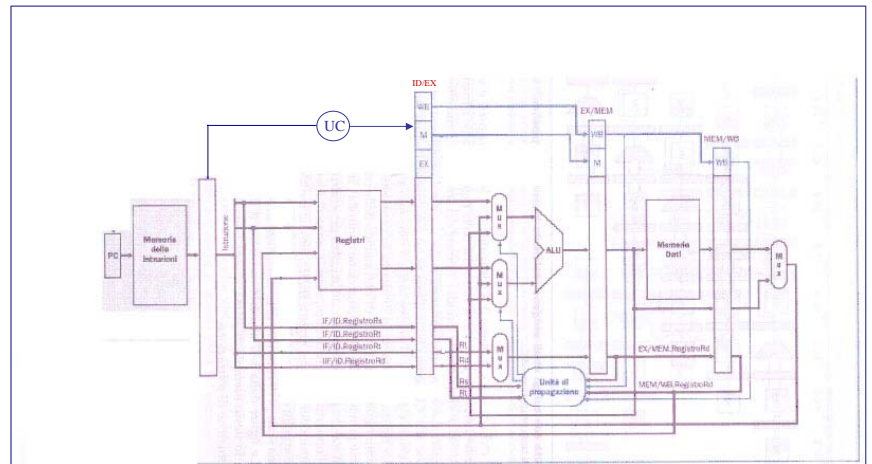 ID/EX
WB
EX/MEM
UC
M
WB
MEM/WB
EX
M
WB
Istruzione
Mux
Registri
ALU
Memoria
delle
istruzioni
PC
Memoria
Dati
Mux
Mux
IF/ID.RegistroRs
IF/ID.RegistroRt
IF/ID.RegistroRt
IF/ID.RegistroRd
Rt
Rd
Mux
EX/MEM.RegistroRd
Rs
Rt
Unità di
propagazione
MEM/WB.RegistroRd